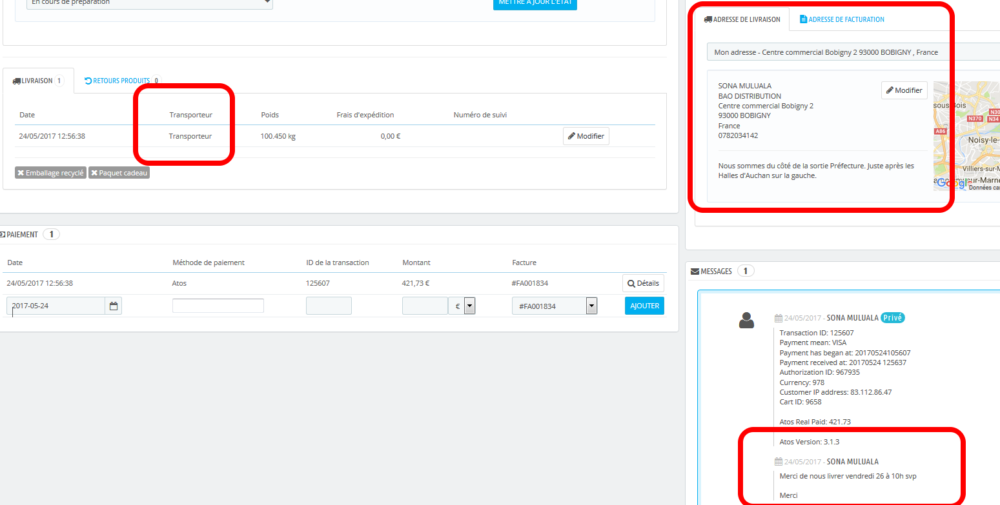 En cours de préparation
METTRE À JOUR L'ÉTAT
LIVRAISON 1
RETOURS PRODUITS 0
Date Transporteur Poids Frais d'expédition Numéro de suivi
24/05/2017 12:56:38 Transporteur 100.450 kg 0,00 € Modifier
Emballage recyclé Paquet cadeau
PAIEMENT 1
Date Méthode de paiement ID de la transaction Montant Facture
24/05/2017 12:56:38 Atos 125607 421,73 € #FA001834 Détails
2017-05-24 € #FA001834 AJOUTER
ADRESSE DE LIVRAISON ADRESSE DE FACTURATION
Mon adresse - Centre commercial Bobigny 2 93000 BOBIGNY , France
SONA MULUALA
Modifier
BAO DISTRIBUTION
Centre commercial Bobigny 2
93000 BOBIGNY
France
0782034142
Nous sommes du côté de la sortie Préfecture. Juste après les
Halles d'Auchan sur la gauche.
N30
N370 N34
A86
Noisy-le-
Villiers-sur-M
sur-Marne
Google
Données ca
MESSAGES 1
24/05/2017 - SONA MULUALA Privé
Transaction ID: 125607
Payment mean: VISA
Payment has began at: 20170524105607
Payment received at: 20170524 125637
Authorization ID: 967935
Currency: 978
Customer IP address: 83.112.86.47
Cart ID: 9658
Atos Real Paid: 421.73
Atos Version: 3.1.3
24/05/2017 - SONA MULUALA
Merci de nous livrer vendredi 26 à 10h svp
Merci